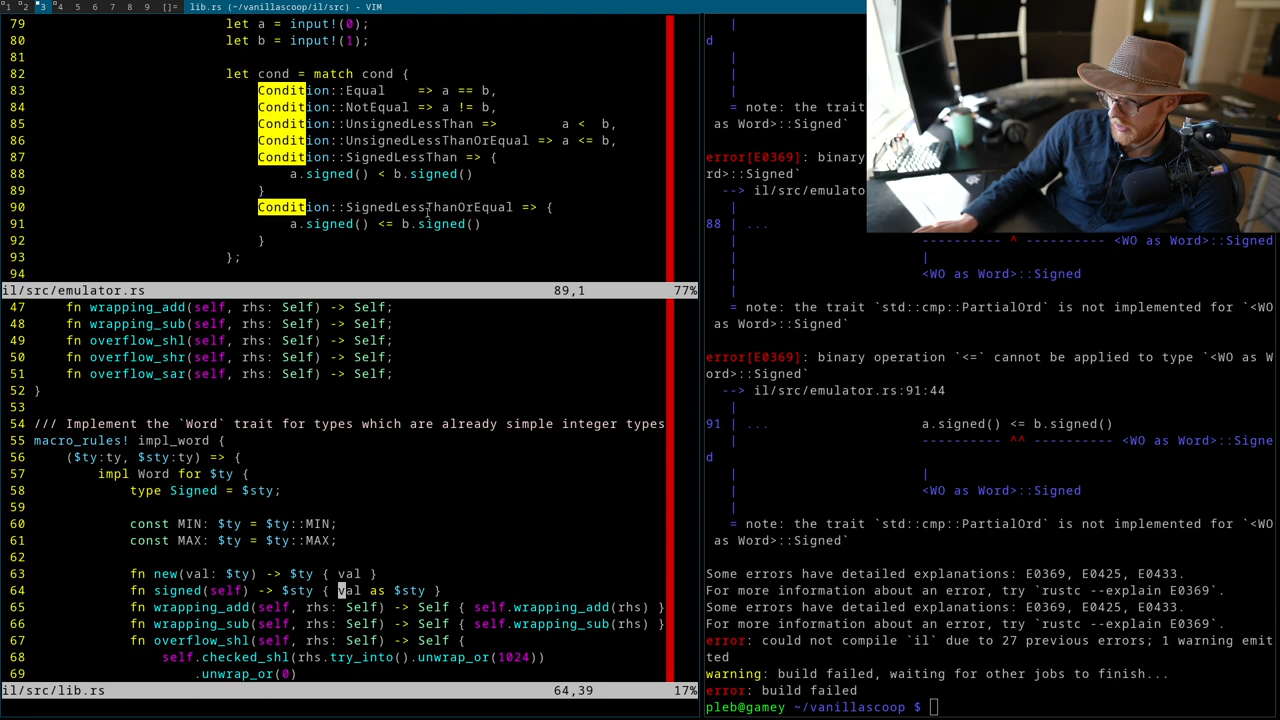 1 2 3 4 5 6 7 8 9 []= lib.rs (~/vanillascoop/il/src) - VIM
79 let a = input!(0);
80 let b = input!(1);
81
82 let cond = match cond {
83 Condition::Equal => a == b,
84 Condition::NotEqual => a != b,
85 Condition::UnsignedLessThan => a < b,
86 Condition::UnsignedLessThanOrEqual => a <= b,
87 Condition::SignedLessThan => {
88 a.signed() < b.signed()
89 }
90 Condition::SignedLessThanOrEqual => {
91 a.signed() <= b.signed()
92 }
93 };
94
il/src/emulator.rs 89,1 77%
47 fn wrapping_add(self, rhs: Self) -> Self;
48 fn wrapping_sub(self, rhs: Self) -> Self;
49 fn overflow_shl(self, rhs: Self) -> Self;
50 fn overflow_shr(self, rhs: Self) -> Self;
51 fn overflow_sar(self, rhs: Self) -> Self;
52 }
53
54 /// Implement the `Word` trait for types which are already simple integer types
55 macro_rules! impl_word {
56 ($ty:ty, $sty:ty) => {
57 impl Word for $ty {
58 type Signed = $sty;
59
60 const MIN: $ty = $ty::MIN;
61 const MAX: $ty = $ty::MAX;
62
63 fn new(val: $ty) -> $ty { val }
64 fn signed(self) -> $sty { val as $sty }
65 fn wrapping_add(self, rhs: Self) -> Self { self.wrapping_add(rhs) }
66 fn wrapping_sub(self, rhs: Self) -> Self { self.wrapping_sub(rhs) }
67 fn overflow_shl(self, rhs: Self) -> Self {
68 self.checked_shl(rhs.try_into().unwrap_or(1024))
69 .unwrap_or(0)
il/src/lib.rs 64,39 17%
|
d
|
|
|
= note: the trait
as Word>::Signed`
error[E0369]: binary
rd>::Signed`
--> il/src/emulato
|
88 | ...
| ---------- ^ ---------- <WO as Word>::Signed
| |
| <WO as Word>::Signed
|
= note: the trait `std::cmp::PartialOrd` is not implemented for `<WO
as Word>::Signed`
error[E0369]: binary operation `<=` cannot be applied to type `<WO as W
ord>::Signed`
--> il/src/emulator.rs:91:44
|
91 | ... a.signed() <= b.signed()
| ---------- ^^ ---------- <WO as Word>::Signe
d
| |
| <WO as Word>::Signed
|
= note: the trait `std::cmp::PartialOrd` is not implemented for `<WO
as Word>::Signed`
Some errors have detailed explanations: E0369, E0425, E0433.
For more information about an error, try `rustc --explain E0369`.
Some errors have detailed explanations: E0369, E0425, E0433.
For more information about an error, try `rustc --explain E0369`.
error: could not compile `il` due to 27 previous errors; 1 warning emit
ted
warning: build failed, waiting for other jobs to finish...
error: build failed
pleb@gamey ~/vanillascoop $